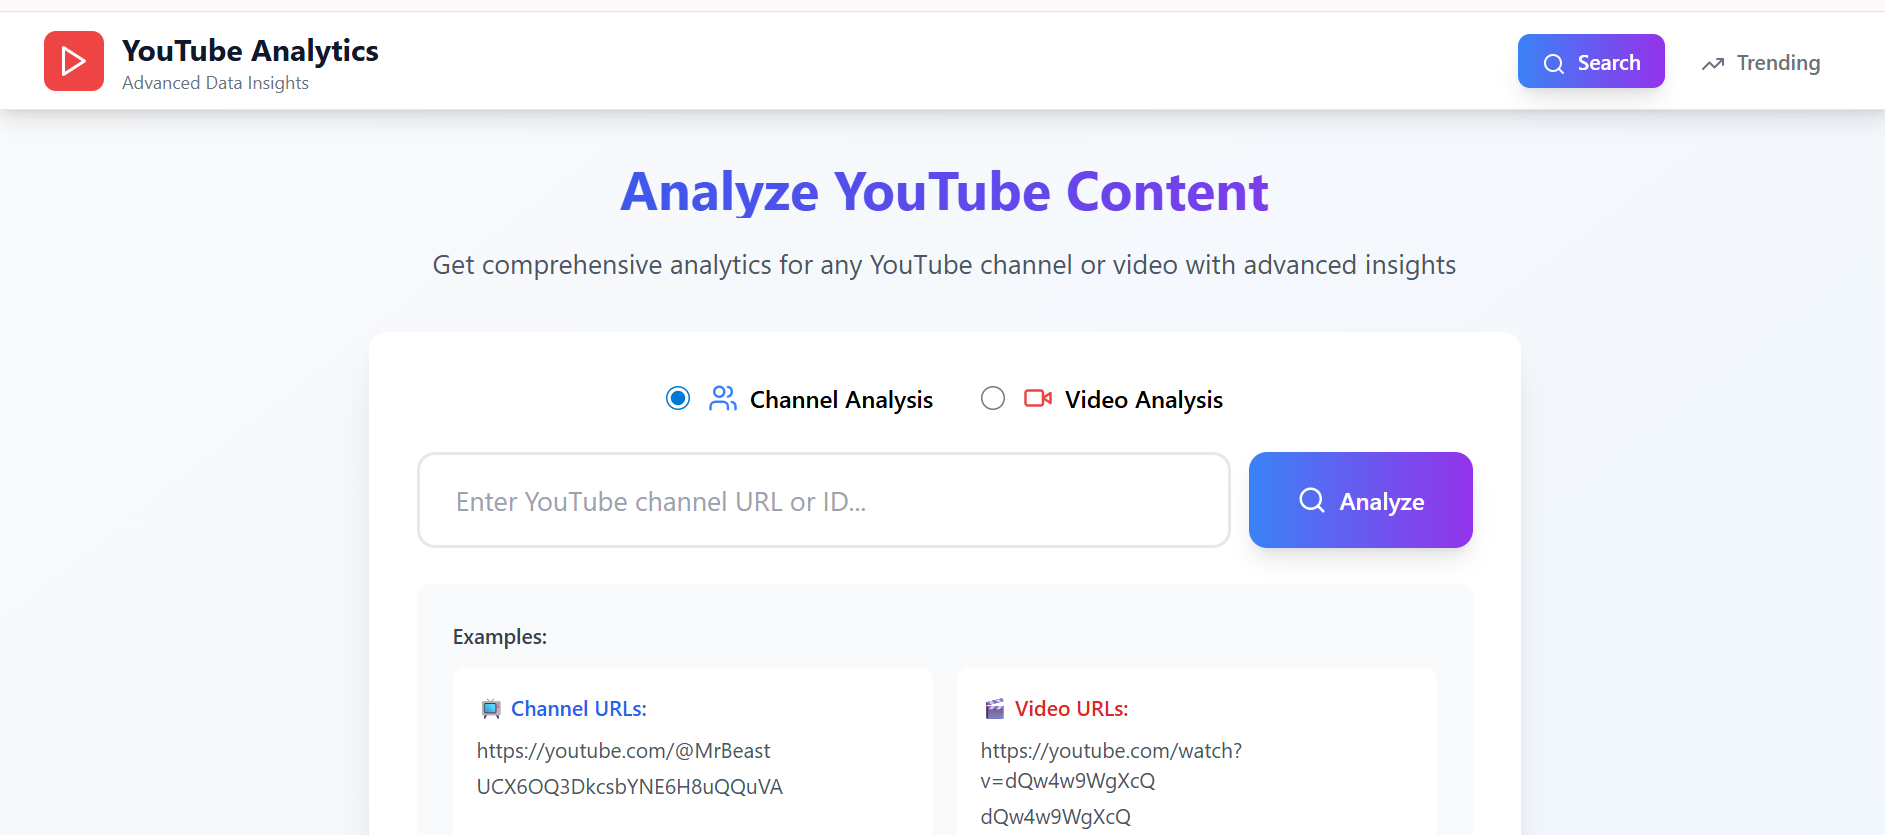 YouTube Analytics
Advanced Data Insights
Search
Trending
Analyze YouTube Content
Get comprehensive analytics for any YouTube channel or video with advanced insights
Channel Analysis
Video Analysis
Enter YouTube channel URL or ID...
Analyze
Examples:
Channel URLs:
https://youtube.com/@MrBeast
UCX6OQ3DkcsbYNE6H8uQQuVA
Video URLs:
https://youtube.com/watch?
v=dQw4w9WgXcQ
dQw4w9WgXcQ